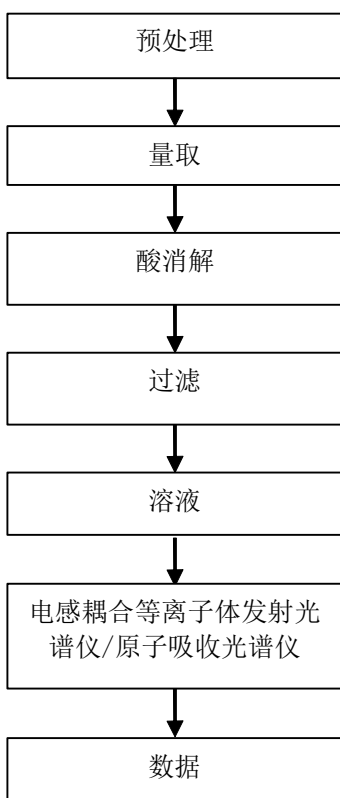 预处理
量取
酸消解
过滤
溶液
电感耦合等离子体发射光
谱仪/原子吸收光谱仪
数据